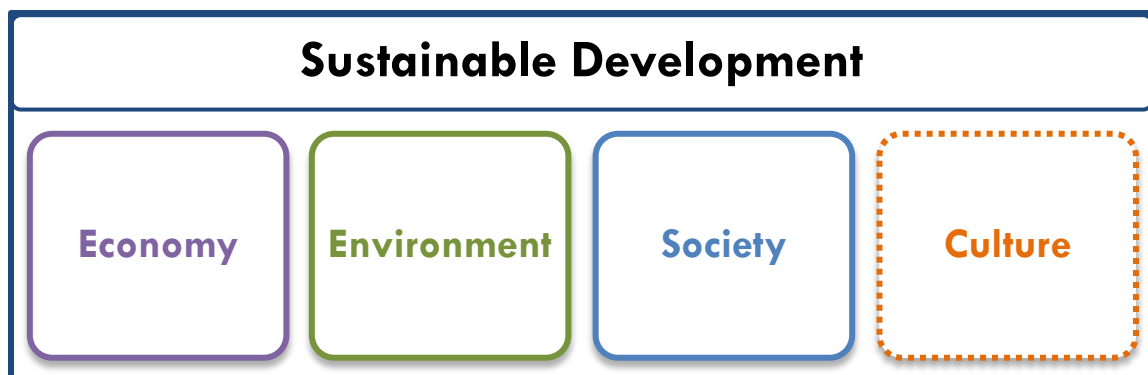 Sustainable Development
Economy
Environment
Society
Culture